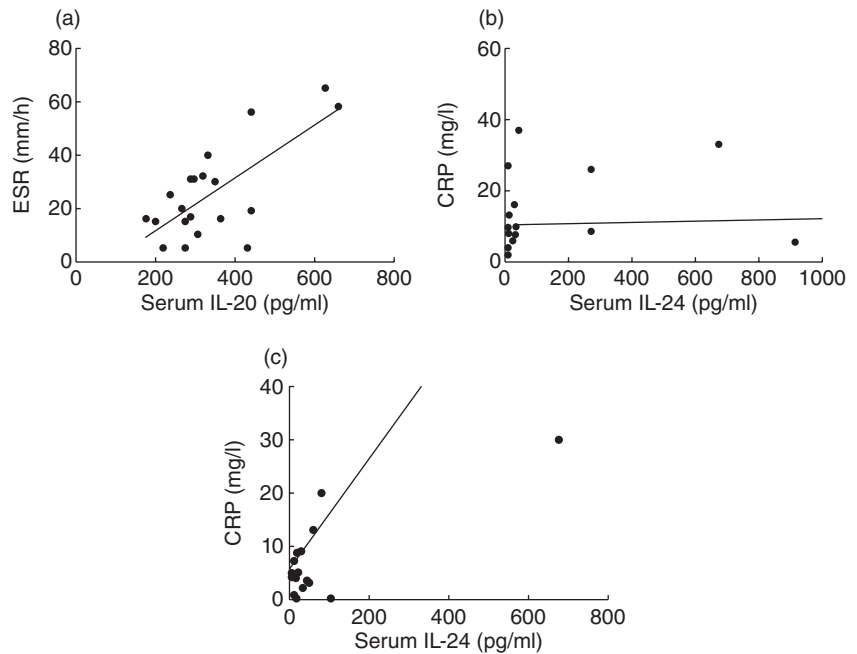 (a)
80
60
40
20
0
ESR (mm/h)
0 200 400 600 800
Serum IL-20 (pg/ml)
(b)
60
40
20
0
CRP (mg/l)
0 200 400 600 800 1000
Serum IL-24 (pg/ml)
(c)
40
30
20
10
0
CRP (mg/l)
0 200 400 600 800
Serum IL-24 (pg/ml)